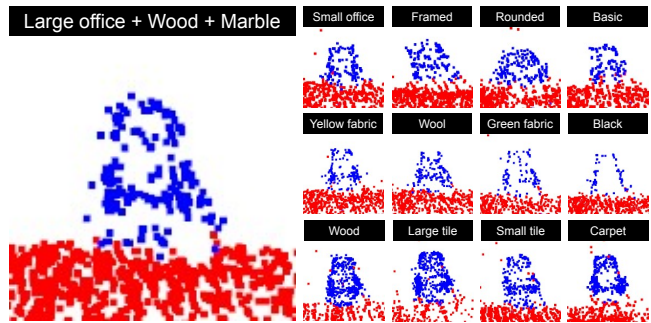 Large office + Wood + Marble
Small office
Framed
Rounded
Basic
Yellow fabric
Wool
Green fabric
Black
Wood
Large tile
Small tile
Carpet